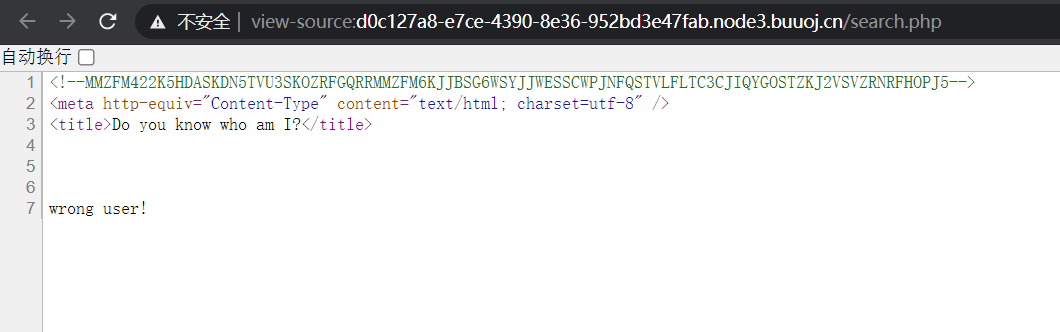 不安全 | view-source:d0c127a8-e7ce-4390-8e36-952bd3e47fab.node3.buuoj.cn/search.php
自动换行
1 <!--MMZFM422K5HDASKDN5TVU3SKOZRFGQRRMMZFM6KJJBSG6WSYJJWESSCWPJNFQSTVLFLTC3CJIQYGOSTZKJ2VSVZRNRFHOPJ5-->
2 <meta http-equiv="Content-Type" content="text/html; charset=utf-8" />
3 <title>Do you know who am I?</title>
4
5
6
7 wrong user!